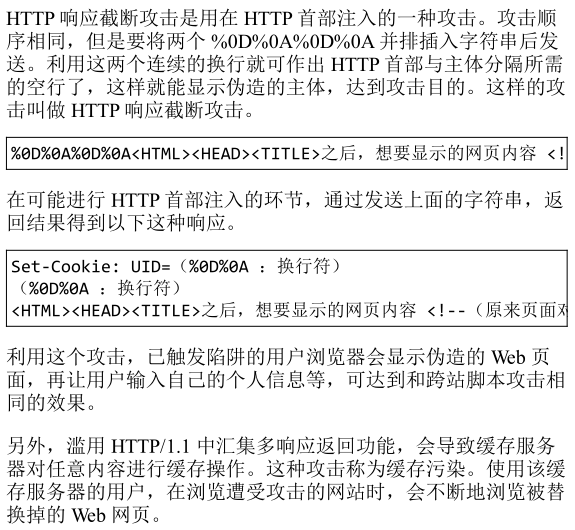 HTTP 响应截断攻击是用在 HTTP 首部注入的一种攻击。攻击顺
序相同，但是要将两个 %0D%0A%0D%0A 并排插入字符串后发
送。利用这两个连续的换行就可作出 HTTP 首部与主体分隔所需
的空行了，这样就能显示伪造的主体，达到攻击目的。这样的攻
击叫做 HTTP 响应截断攻击。
%0D%0A%0D%0A<HTML><HEAD><TITLE>之后，想要显示的网页内容 <!
在可能进行 HTTP 首部注入的环节，通过发送上面的字符串，返
回结果得到以下这种响应。
Set-Cookie: UID=（%0D%0A ：换行符）
（%0D%0A ：换行符）
<HTML><HEAD><TITLE>之后，想要显示的网页内容 <!--（原来页面对
利用这个攻击，已触发陷阱的用户浏览器会显示伪造的 Web 页
面，再让用户输入自己的个人信息等，可达到和跨站脚本攻击相
同的效果。
另外，滥用 HTTP/1.1 中汇集多响应返回功能，会导致缓存服务
器对任意内容进行缓存操作。这种攻击称为缓存污染。使用该缓
存服务器的用户，在浏览遭受攻击的网站时，会不断地浏览被替
换掉的 Web 网页。